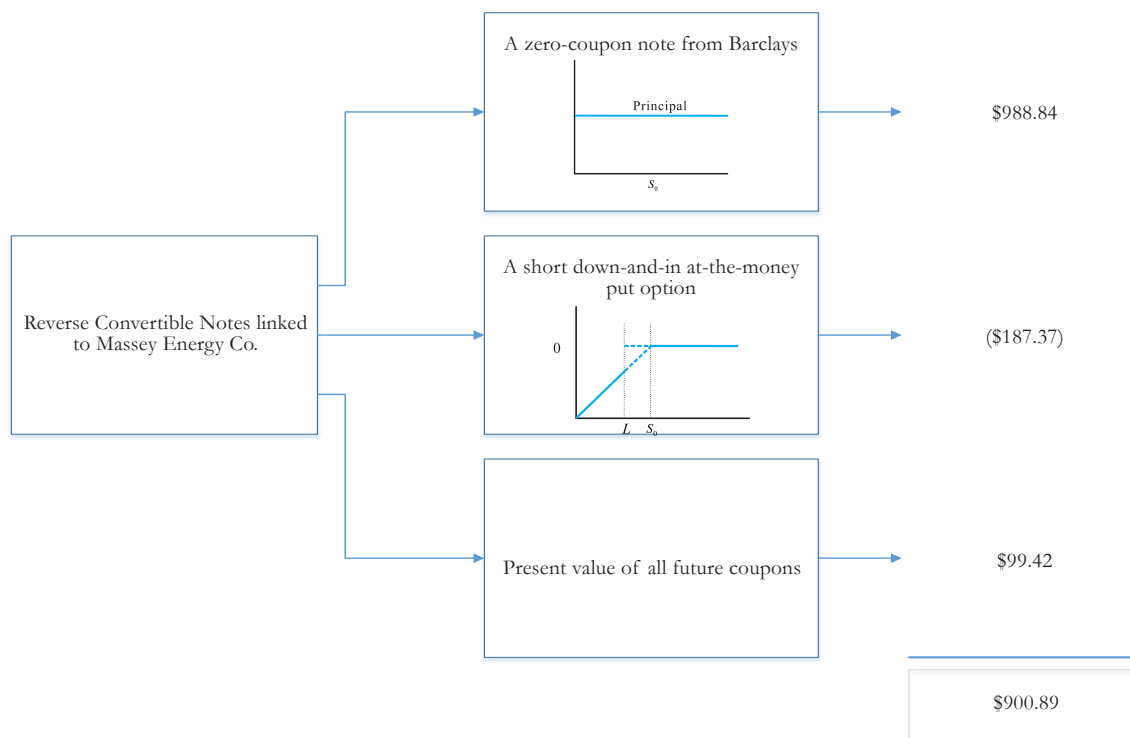 A zero-coupon note from Barclays
Principal
S₀
$988.84
Reverse Convertible Notes linked
to Massey Energy Co.
A short down-and-in at-the-money
put option
0
L S₀
($187.37)
Present value of all future coupons
$99.42
$900.89